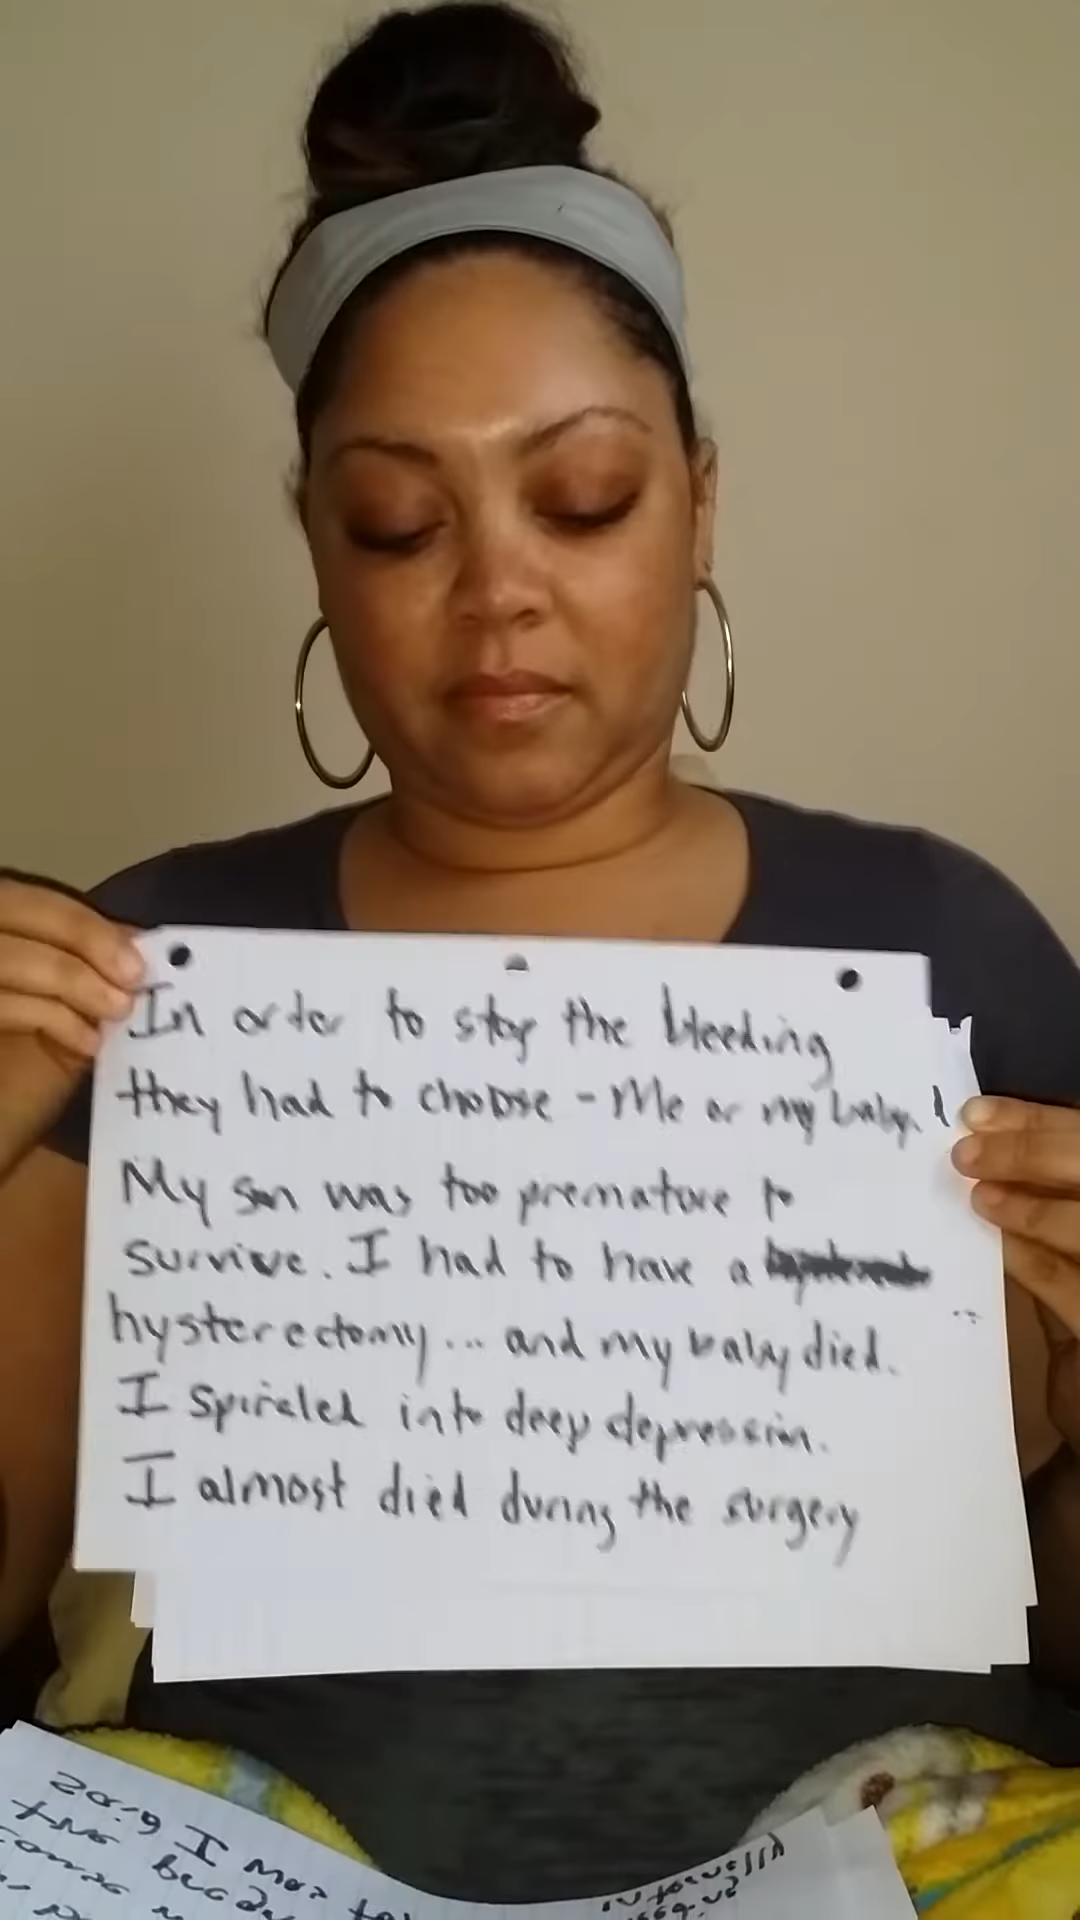 In order to stop the bleeding
they had to choose - Me or my baby.
My son was too premature to
survive. I had to have a
hysterectomy... and my baby died.
I spiraled into deep depression.
I almost died during the surgery
2019 I was
the